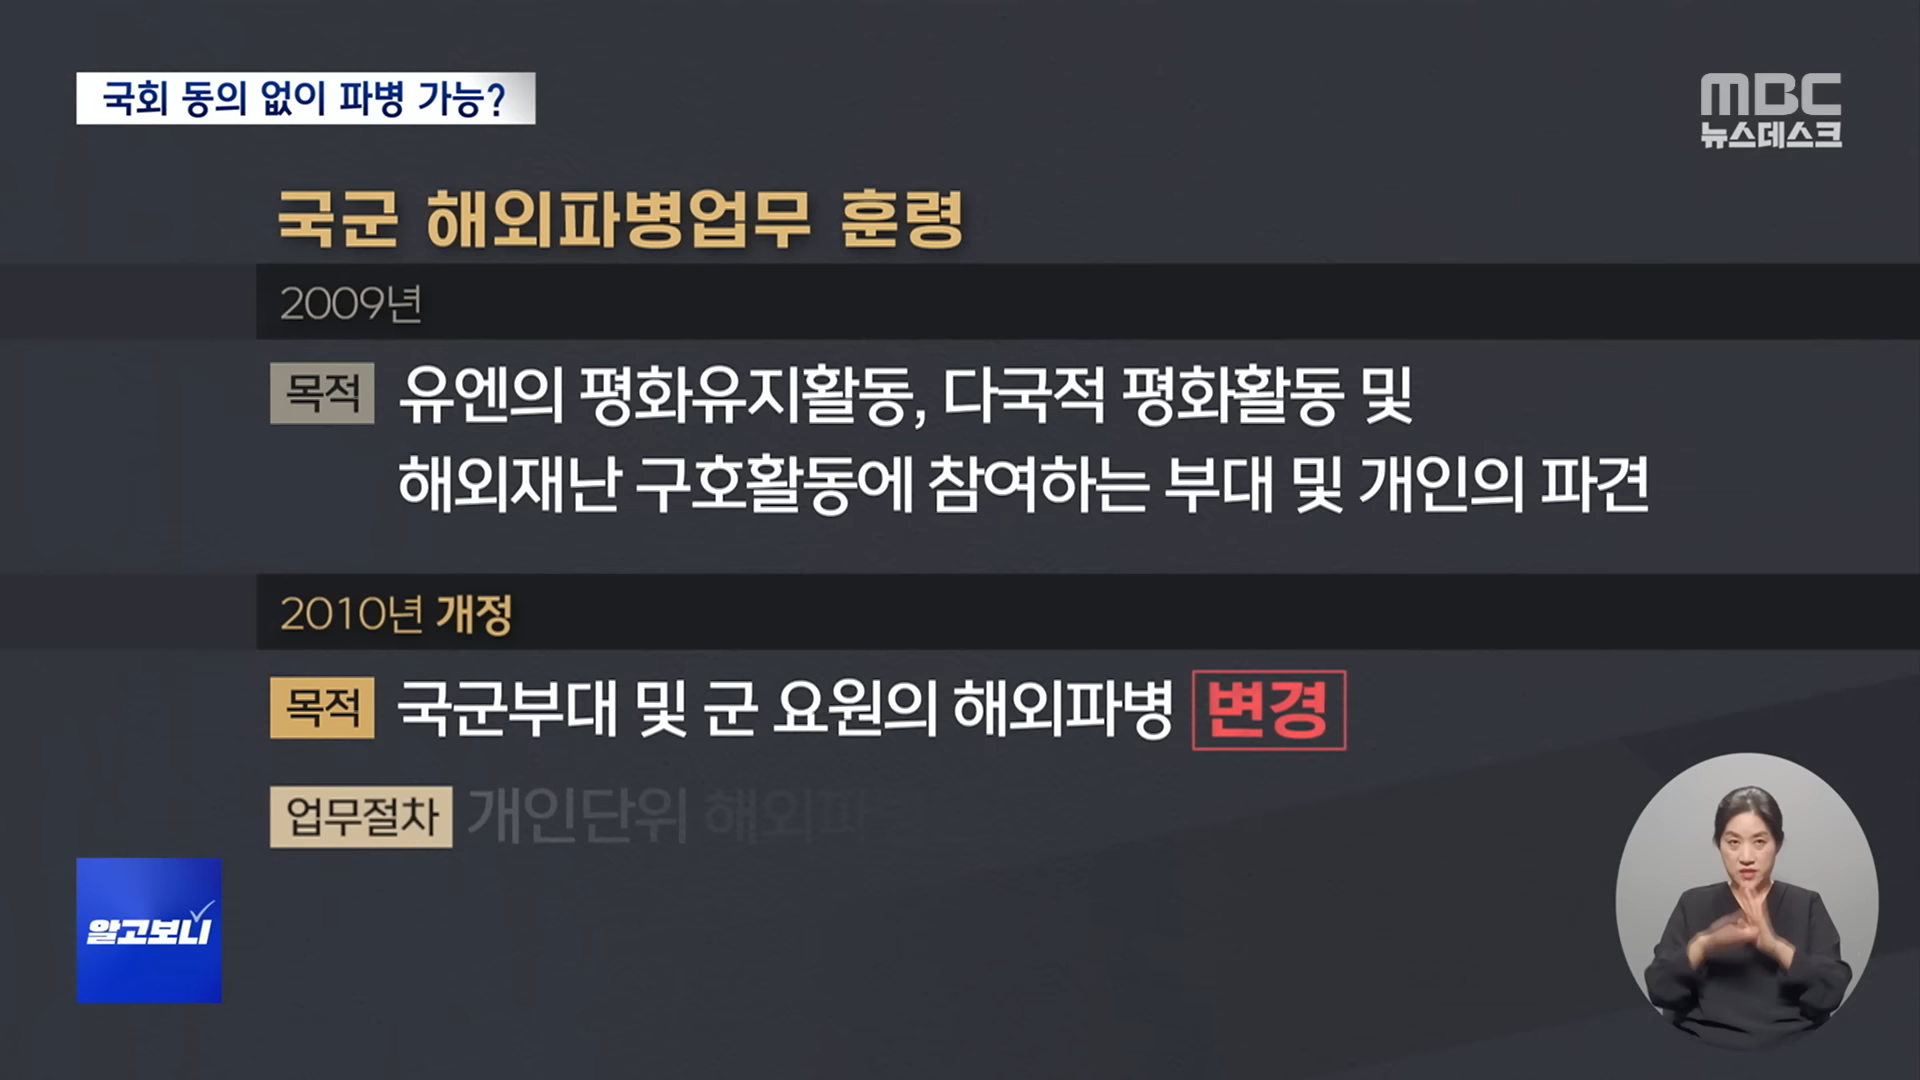 국회 동의 없이 파병 가능?
MBC
뉴스데스크
국군 해외파병업무 훈령
2009년
목적 유엔의 평화유지활동, 다국적 평화활동 및
해외재난 구호활동에 참여하는 부대 및 개인의 파견
2010년 개정
목적 국군부대 및 군 요원의 해외파병 변경
업무절차 개인단위 해외파병
알고보니